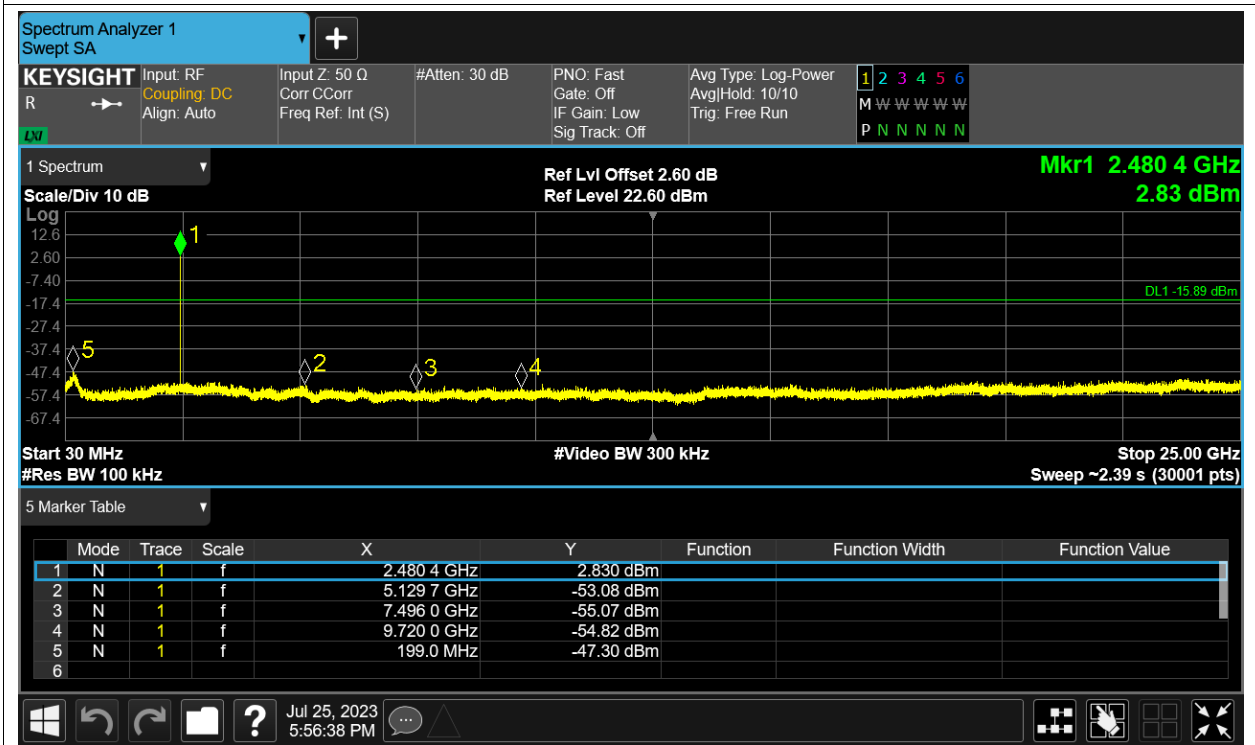 Spectrum Analyzer 1
Swept SA
+
KEYSIGHT Input: RF Input Z: 50 Ω #Atten: 30 dB PNO: Fast Avg Type: Log-Power 1 2 3 4 5 6
R Coupling: DC Corr CCorr Gate: Off Avg|Hold: 10/10 M W W W W W W
Align: Auto Freq Ref: Int (S) IF Gain: Low Trig: Free Run
LXI Sig Track: Off P N N N N N N
1 Spectrum Ref Lvl Offset 2.60 dB Mkr1 2.480 4 GHz
Scale/Div 10 dB Ref Level 22.60 dBm 2.83 dBm
Log
12.6 1
2.60
-7.40
DL1 -15.89 dBm
-17.4
-27.4
-37.4 5
2 3 4
-47.4
-57.4
-67.4
Start 30 MHz #Video BW 300 kHz Stop 25.00 GHz
#Res BW 100 kHz Sweep ~2.39 s (30001 pts)
5 Marker Table
Mode Trace Scale X Y Function Function Width Function Value
1 N 1 f 2.480 4 GHz 2.830 dBm
2 N 1 f 5.129 7 GHz -53.08 dBm
3 N 1 f 7.496 0 GHz -55.07 dBm
4 N 1 f 9.720 0 GHz -54.82 dBm
5 N 1 f 199.0 MHz -47.30 dBm
6
? Jul 25, 2023
5:56:38 PM